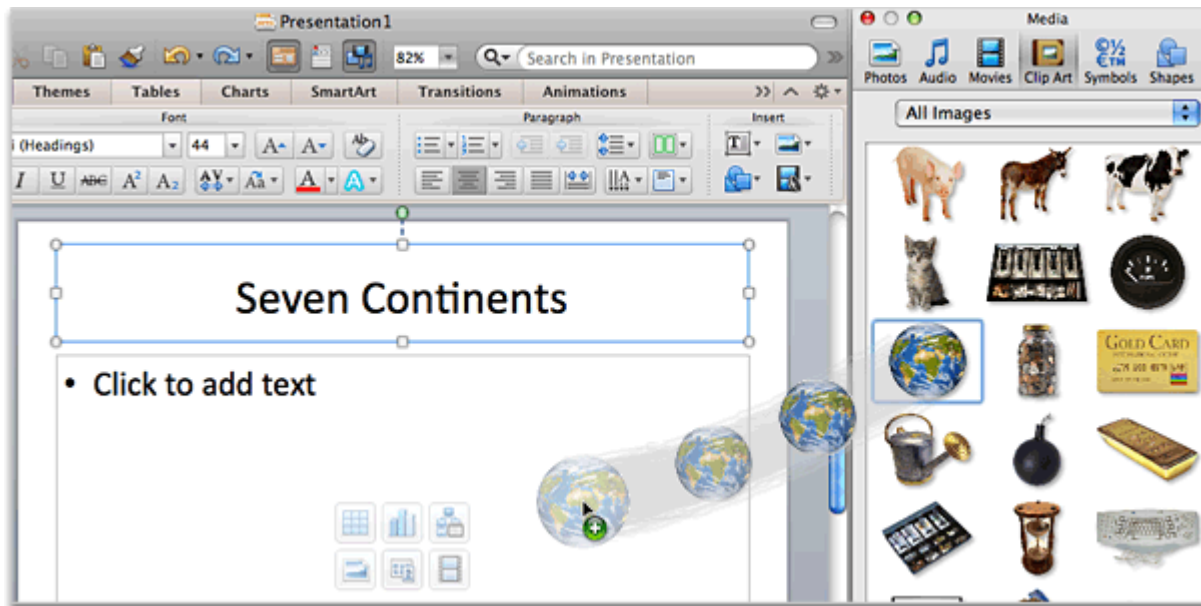 Presentation1
82%
Search in Presentation
Themes Tables Charts SmartArt Transitions Animations
Font Paragraph Insert
(Headings) 44
Seven Continents
• Click to add text
Media
Photos Audio Movies Clip Art Symbols Shapes
All Images
GOLD CARD